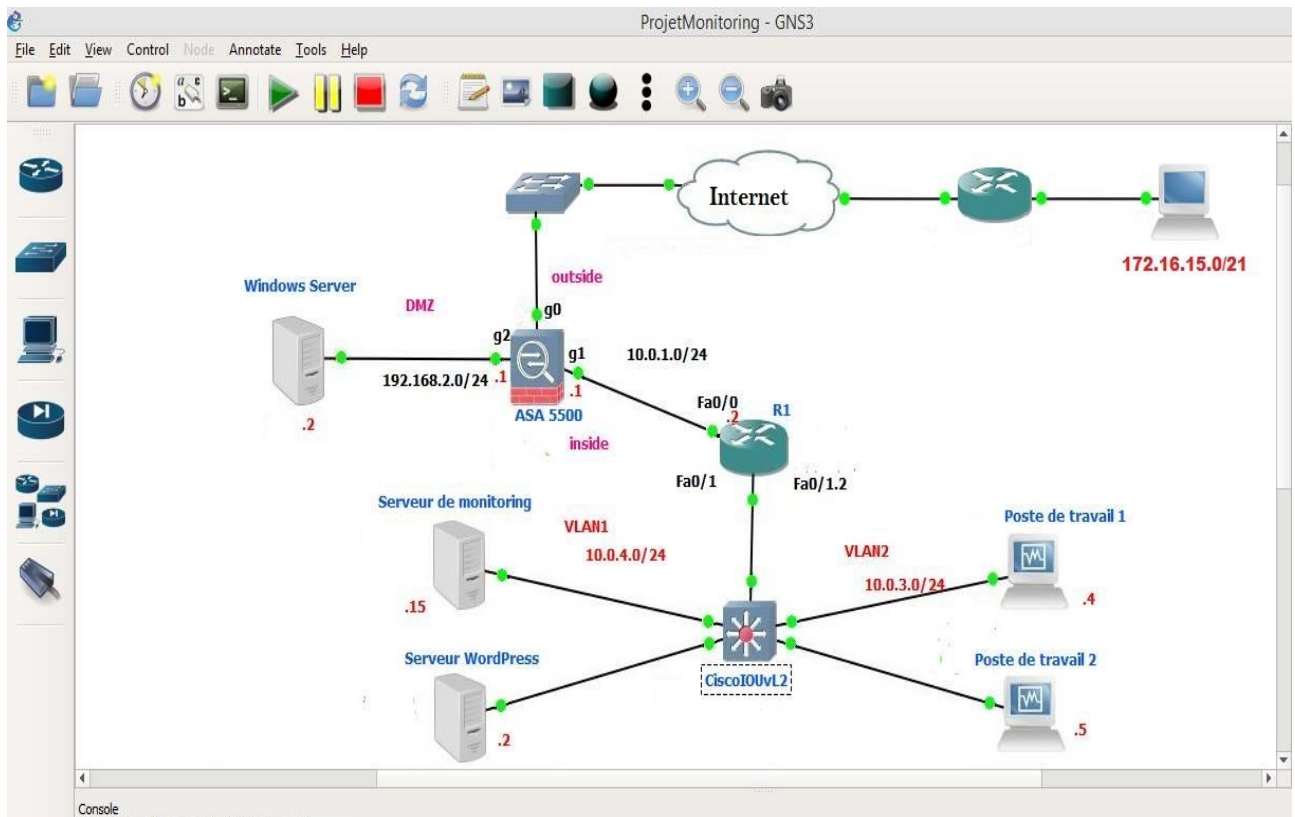 ProjetMonitoring - GNS3
File Edit View Control Node Annotate Tools Help
Internet
172.16.15.0/21
outside
Windows Server
DMZ
g0
g2
g1
10.0.1.0/24
192.168.2.0/24
.1
.1
.2
ASA 5500
Fa0/0
.2
R1
inside
Fa0/1
Fa0/1.2
Serveur de monitoring
VLAN1
10.0.4.0/24
Poste de travail 1
VLAN2
10.0.3.0/24
.15
.4
Serveur WordPress
Poste de travail 2
CiscoIOUvL2
.2
.5
Console